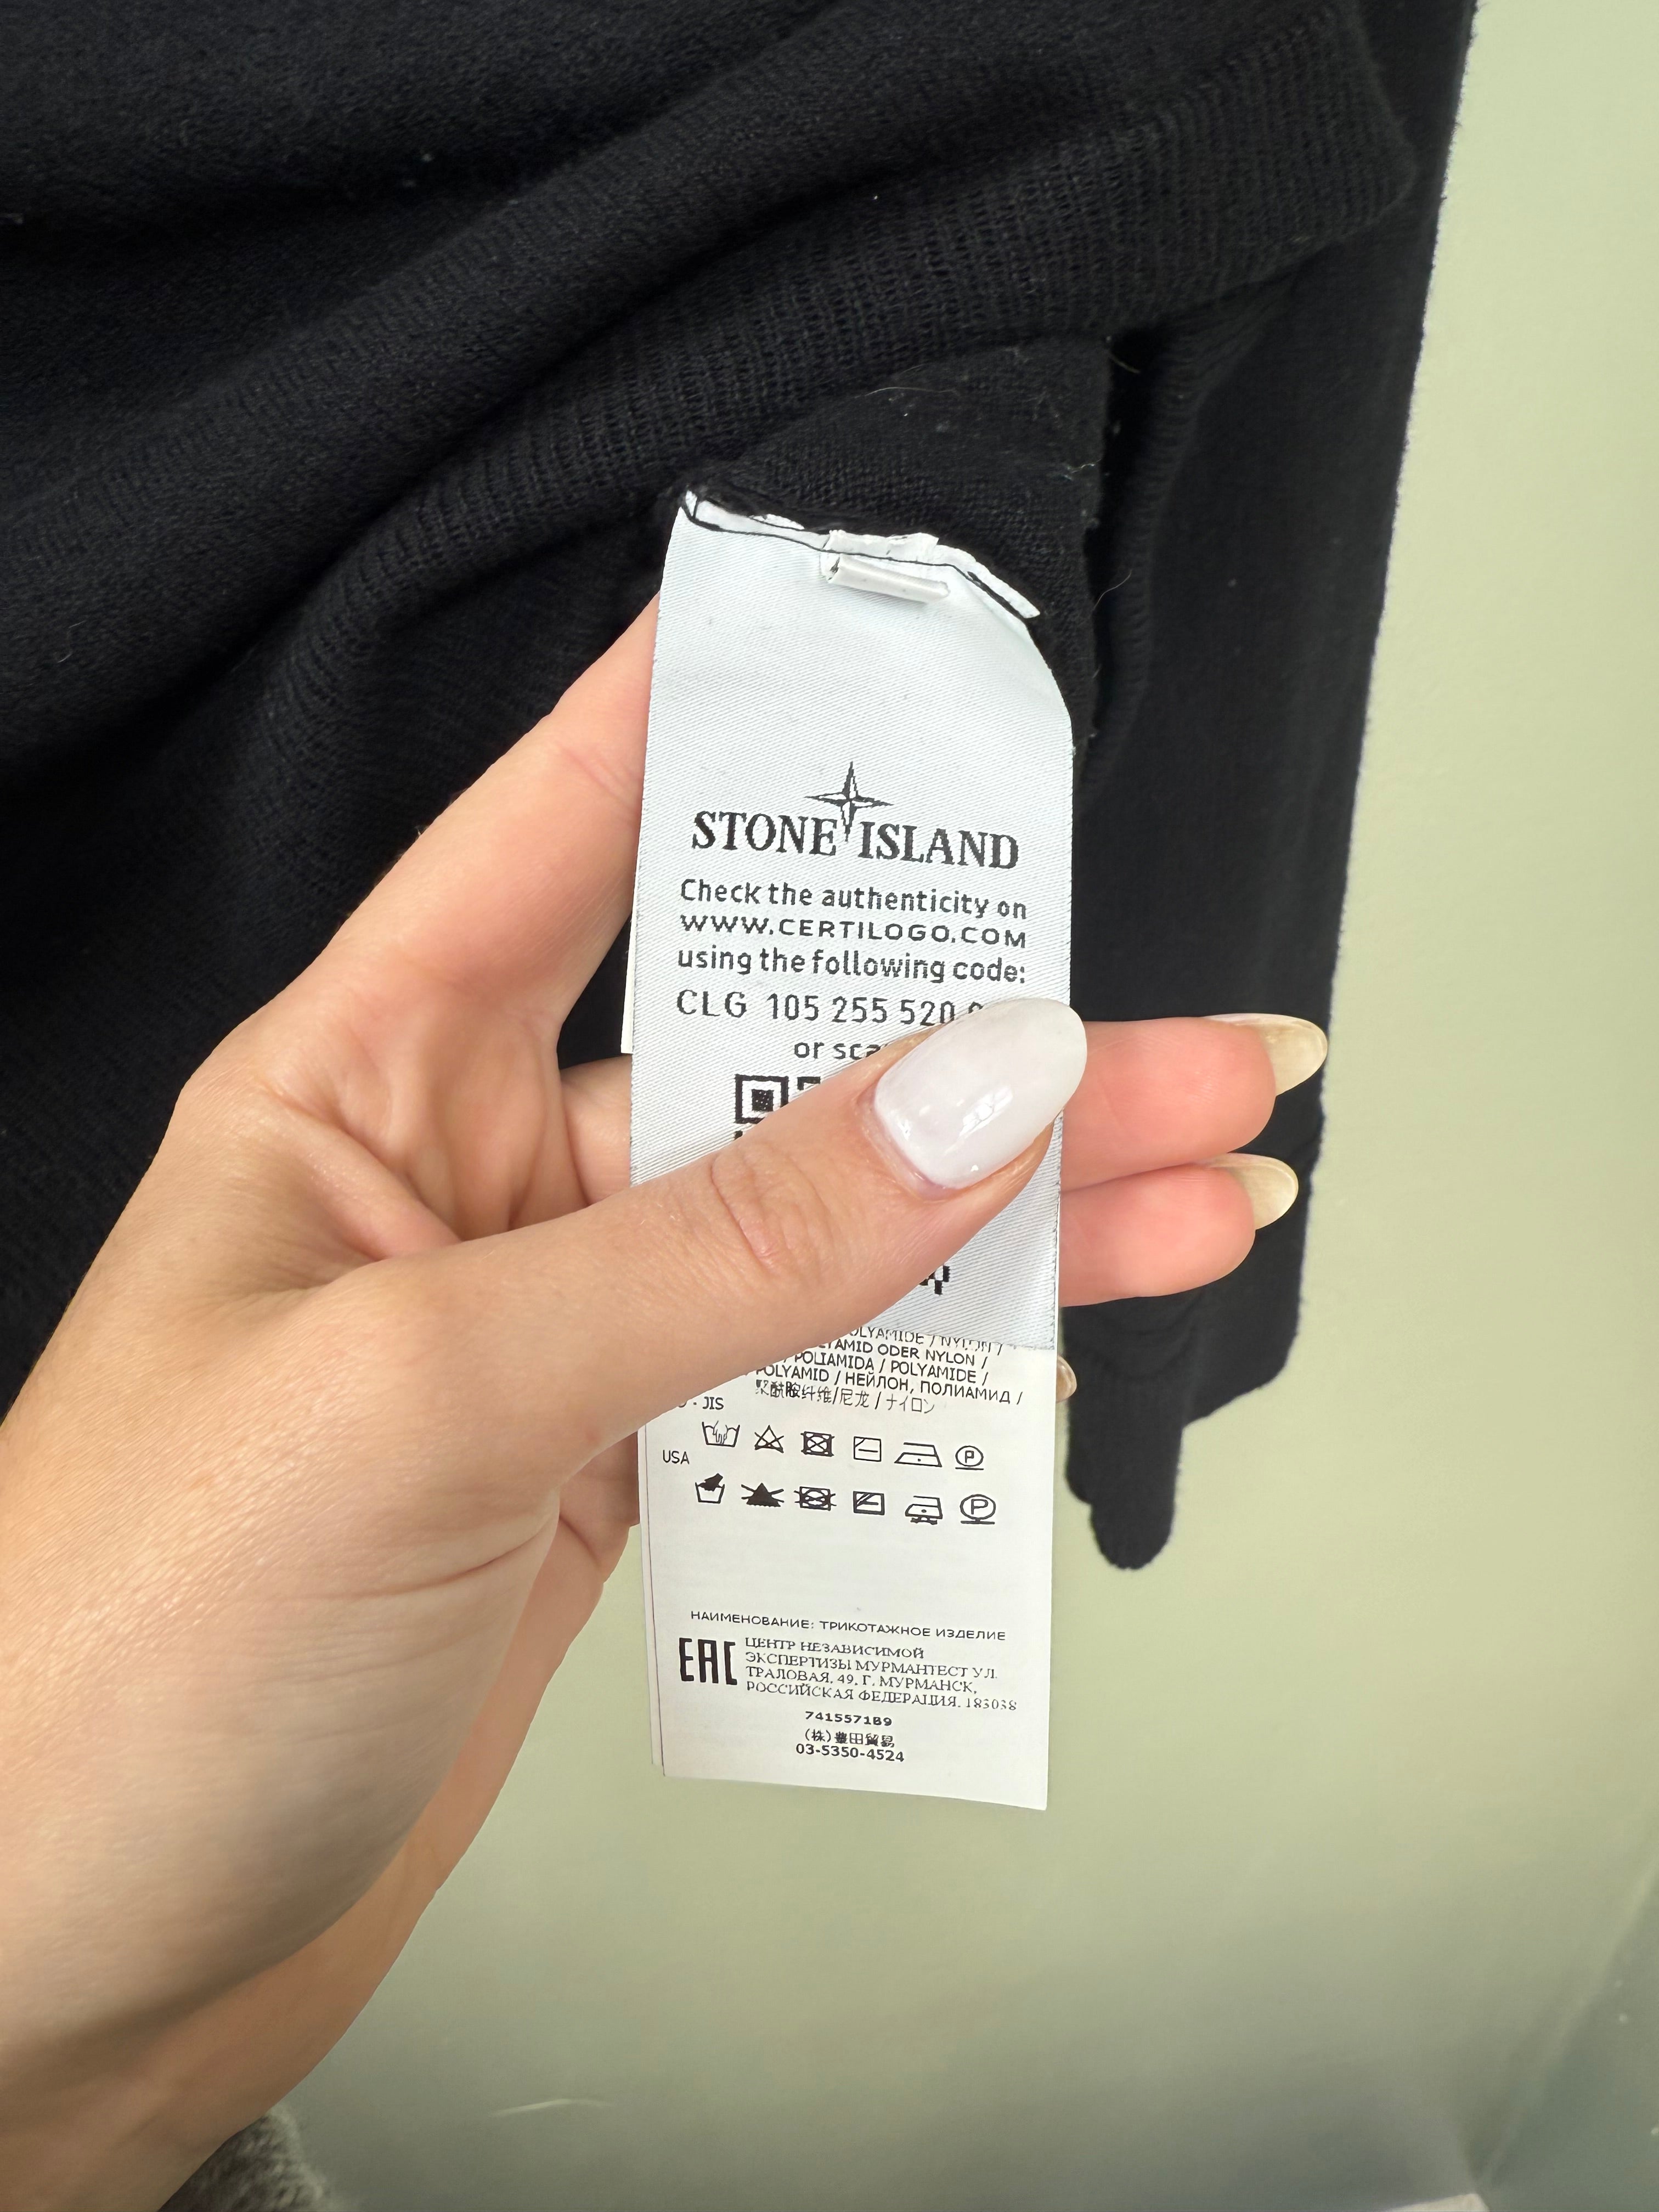 STONE ISLAND
Check the authenticity on
WWW.CERTILOGO.COM
using the following code:
CLG 105 255 520
or
POLYAMIDE / NYLON /
ODER NYLON /
POLIAMIDA / POLYAMIDE /
POLYAMID / НЕЙЛОН, ПОЛИАМИД /
聚酰胺纤维/尼龙 / ナイロン
- JIS
P
USA
P
НАИМЕНОВАНИЕ: ТРИКОТАЖНОЕ ИЗДЕЛИЕ
EAC
ЦЕНТР НЕЗАВИСИМОЙ
ЭКСПЕРТИЗЫ МУРМАНТЕСТ УЛ.
ТРАЛОВАЯ, 49, Г. МУРМАНСК,
РОССИЙСКАЯ ФЕДЕРАЦИЯ, 183038
7415571B9
(株)豊田貿易
03-5350-4524